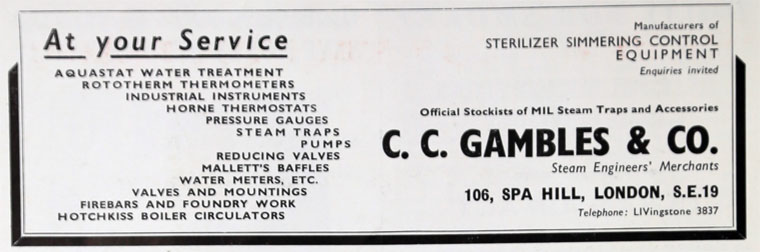 At your Service
AQUASTAT WATER TREATMENT
ROTOTHERM THERMOMETERS
INDUSTRIAL INSTRUMENTS
HORNE THERMOSTATS
PRESSURE GAUGES
STEAM TRAPS
PUMPS
REDUCING VALVES
MALLETT'S BAFFLES
WATER METERS, ETC.
VALVES AND MOUNTINGS
FIREBARS AND FOUNDRY WORK
HOTCHKISS BOILER CIRCULATORS
Manufacturers of
STERILIZER SIMMERING CONTROL
EQUIPMENT
Enquiries invited
Official Stockists of MIL Steam Traps and Accessories
C. C. GAMBLES & CO.
Steam Engineers' Merchants
106, SPA HILL, LONDON, S.E.19
Telephone: LIVingstone 3837